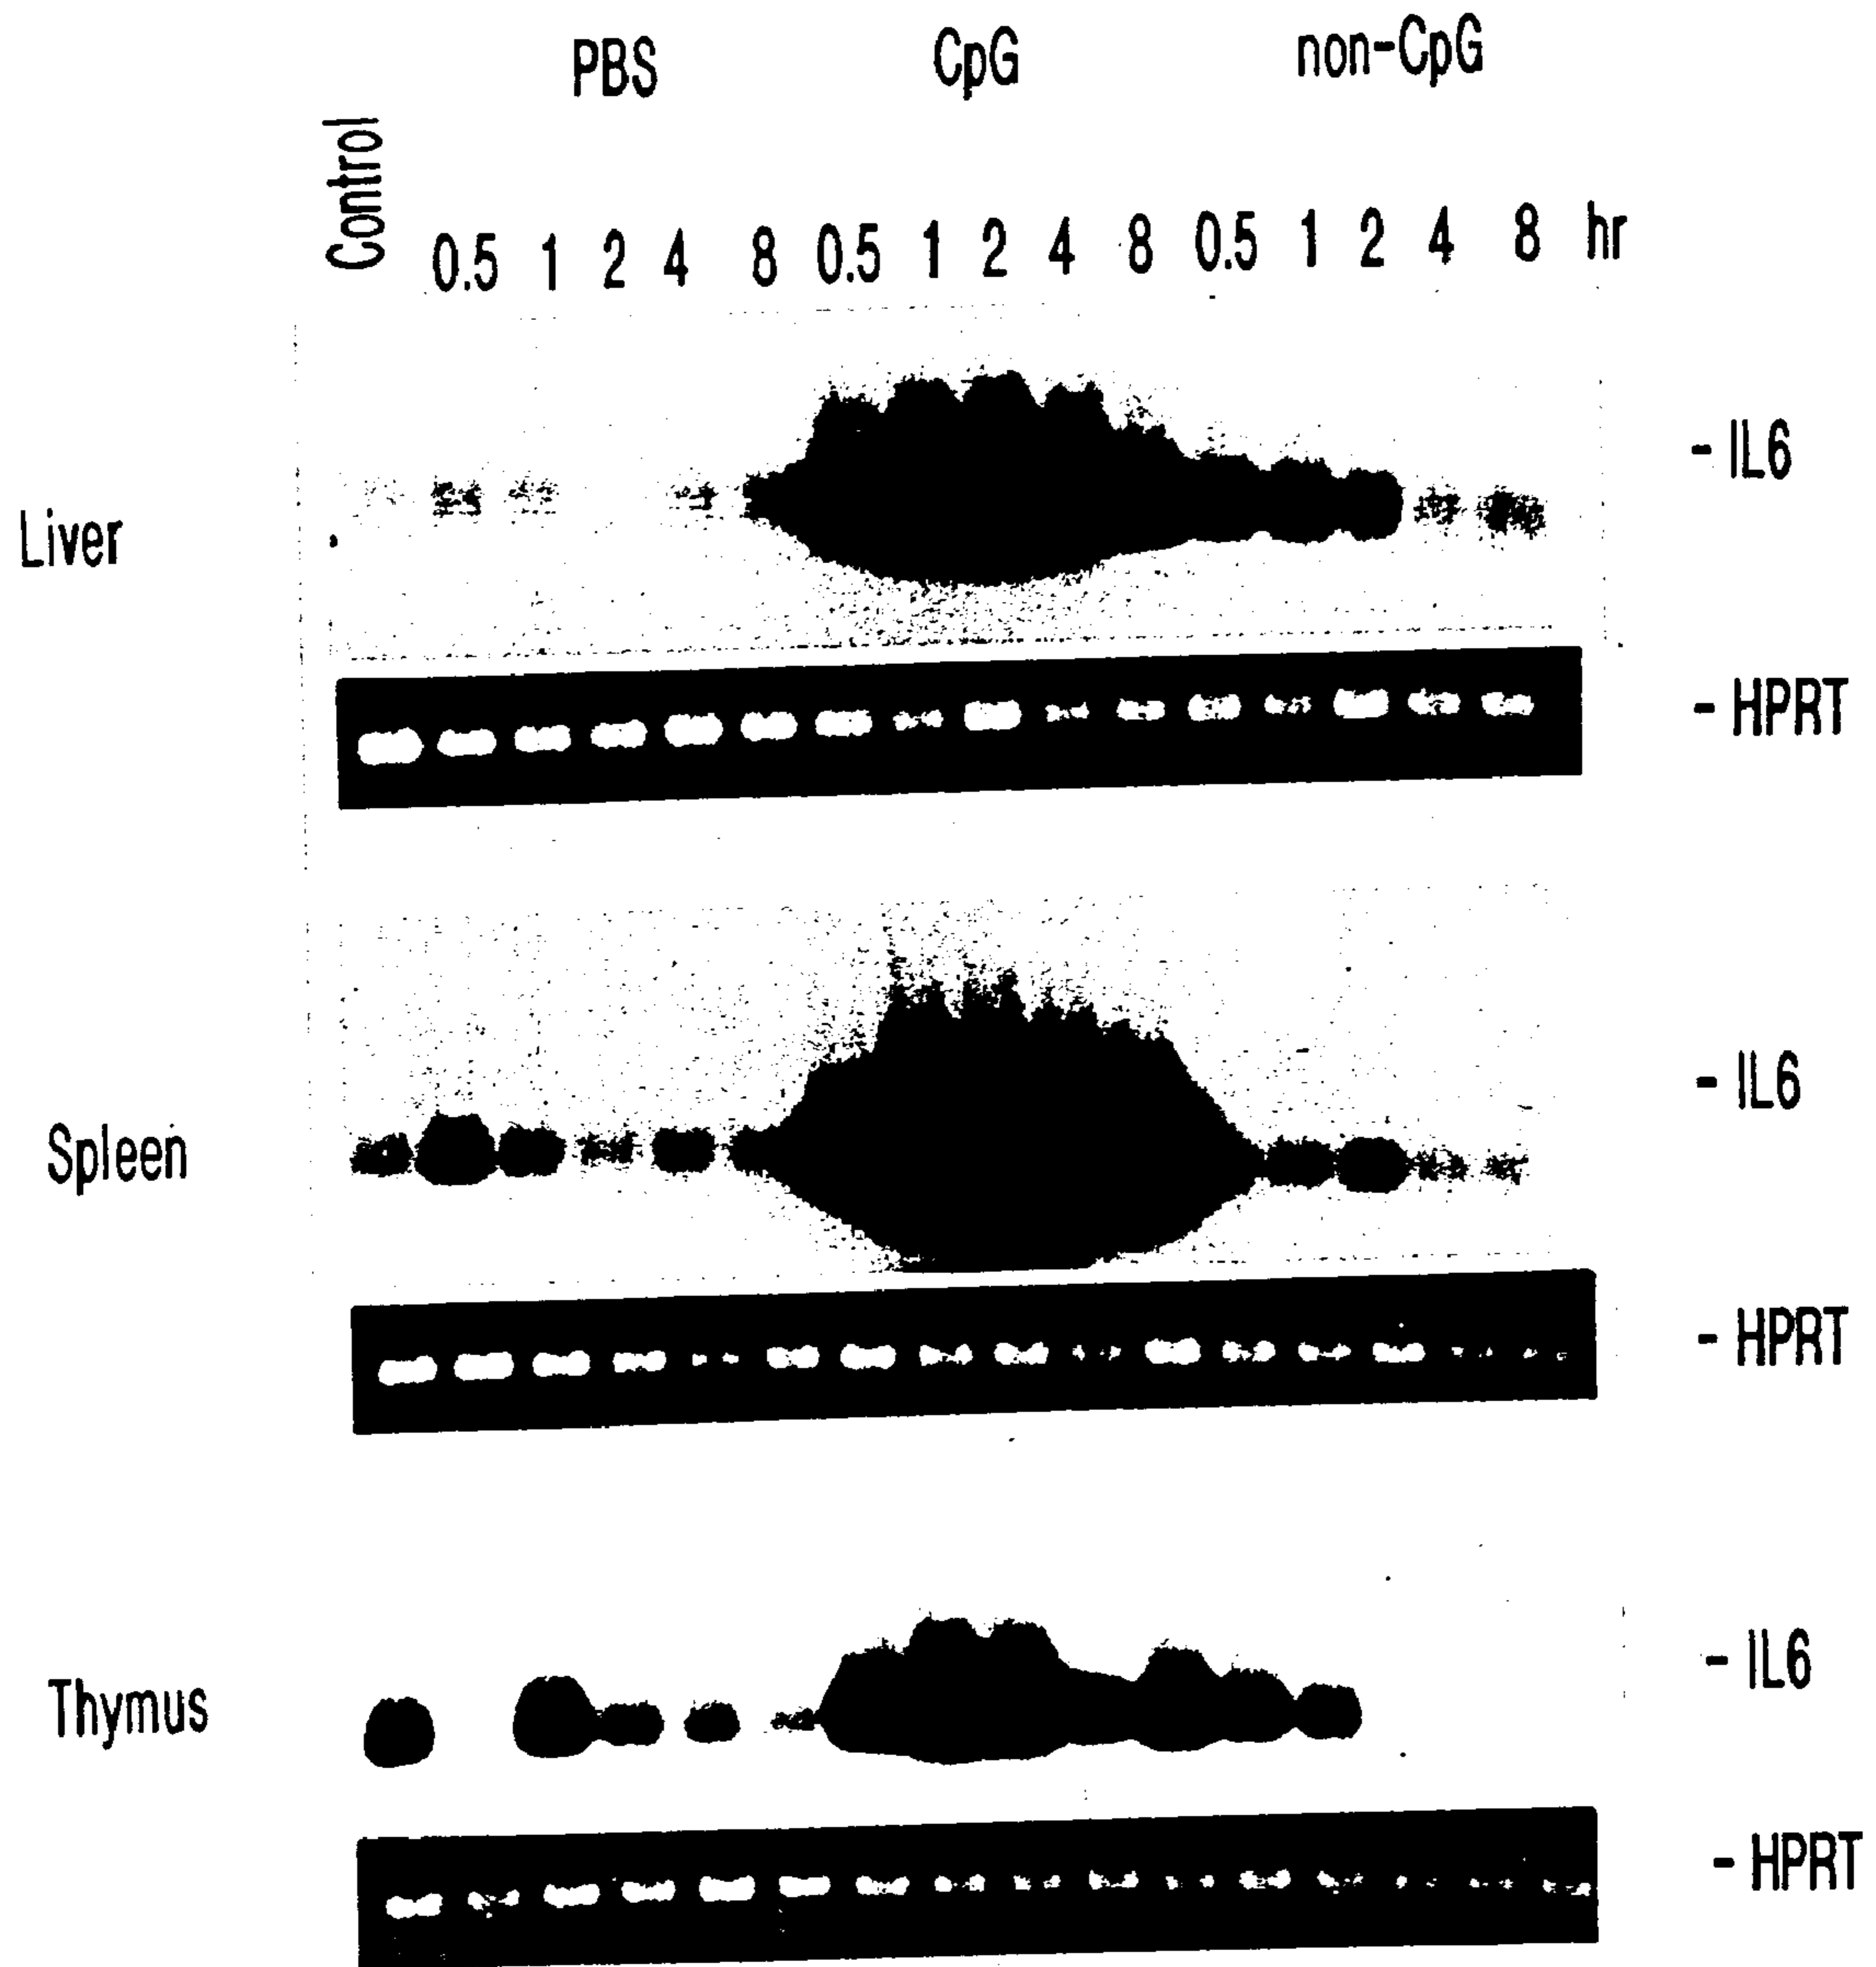 PBS CpG non-CpG
Control 0.5 1 2 4 8 0.5 1 2 4 8 0.5 1 2 4 8 hr
- IL6
Liver
- HPRT
- IL6
Spleen
- HPRT
- IL6
Thymus
- HPRT